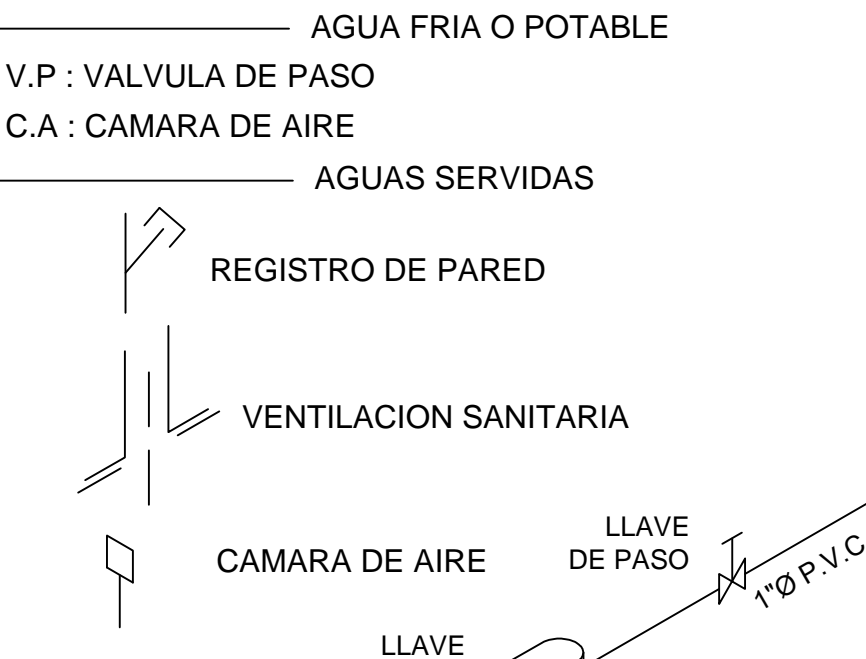 AGUA FRIA O POTABLE
V.P : VALVULA DE PASO
C.A : CAMARA DE AIRE
AGUAS SERVIDAS
REGISTRO DE PARED
VENTILACION SANITARIA
CAMARA DE AIRE
LLAVE
DE PASO
1"Ø P.V.C
LLAVE